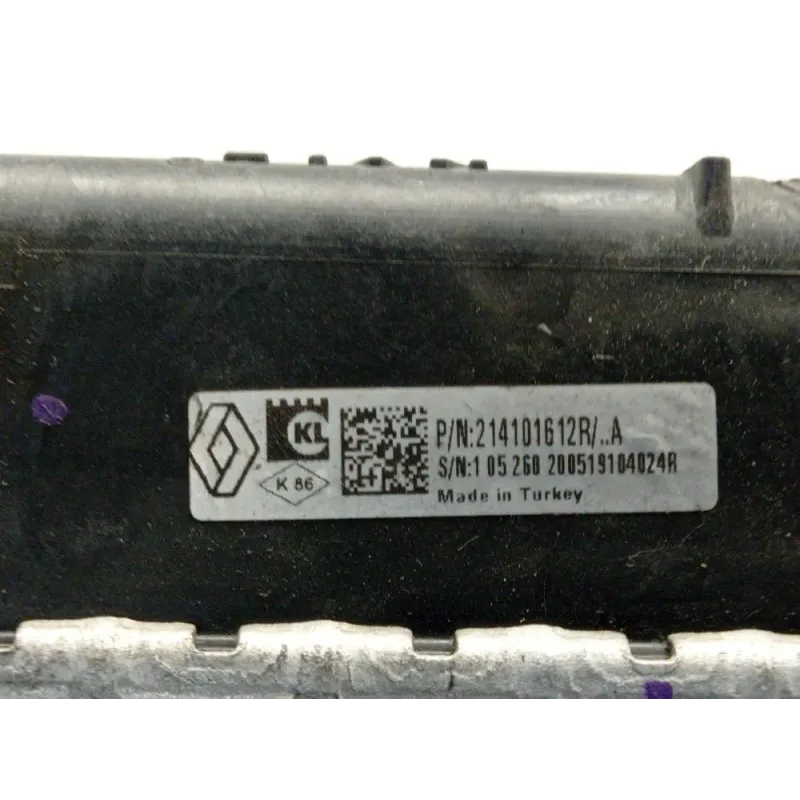 KL
K 86
P/N:214101612R/..A
S/N:1 05 260 200519104024R
Made in Turkey